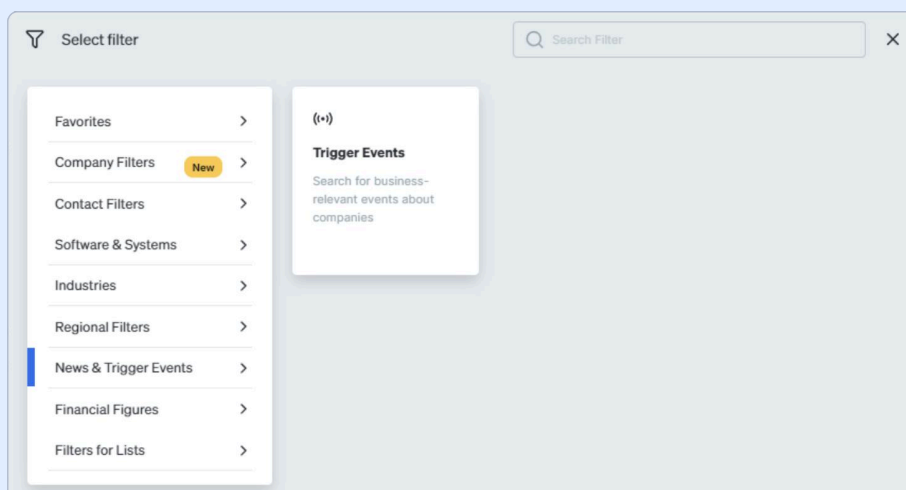 Select filter
Search Filter
Favorites
Company Filters
New
Contact Filters
Software & Systems
Industries
Regional Filters
News & Trigger Events
Financial Figures
Filters for Lists
Trigger Events
Search for business-
relevant events about
companies